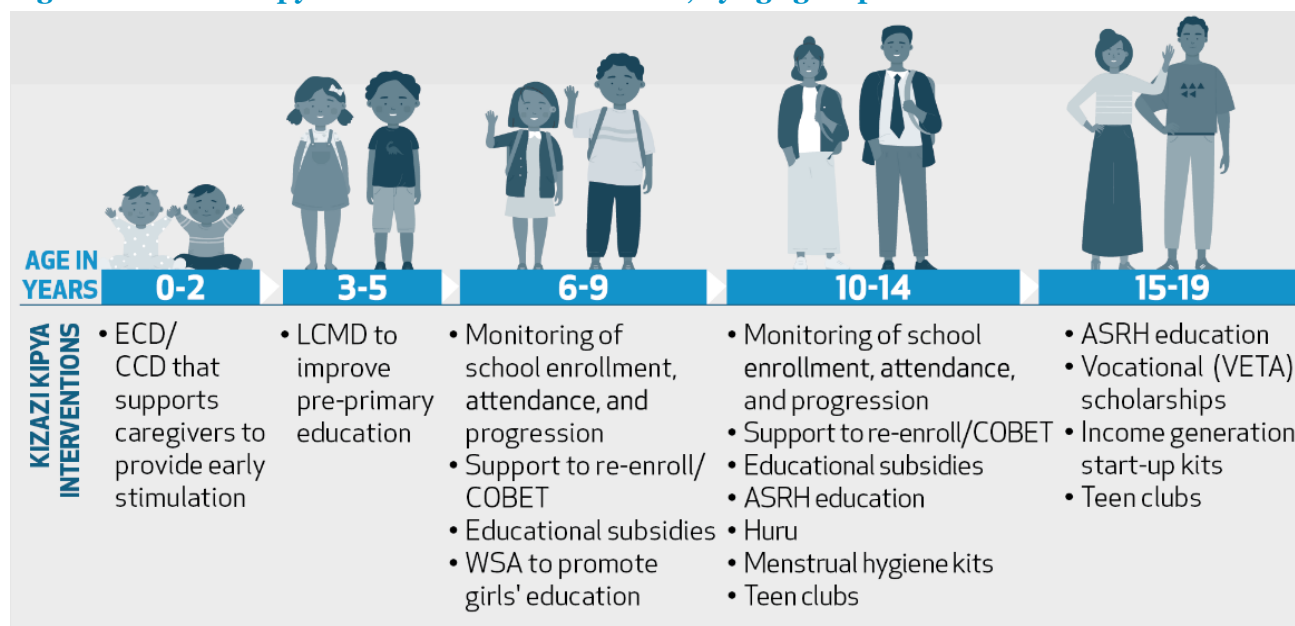 AGE IN
YEARS
0-2
3-5
6-9
10-14
15-19
KIZAZI KIPYA
INTERVENTIONS
• ECD/
CCD that
supports
caregivers to
provide early
stimulation
• LCMD to
improve
pre-primary
education
• Monitoring of
school enrollment,
attendance, and
progression
• Support to re-enroll/
COBET
• Educational subsidies
• WSA to promote
girls' education
• Monitoring of school
enrollment, attendance,
and progression
• Support to re-enroll/COBET
• Educational subsidies
• ASRH education
• Huru
• Menstrual hygiene kits
• Teen clubs
• ASRH education
• Vocational (VETA)
scholarships
• Income generation
start-up kits
• Teen clubs